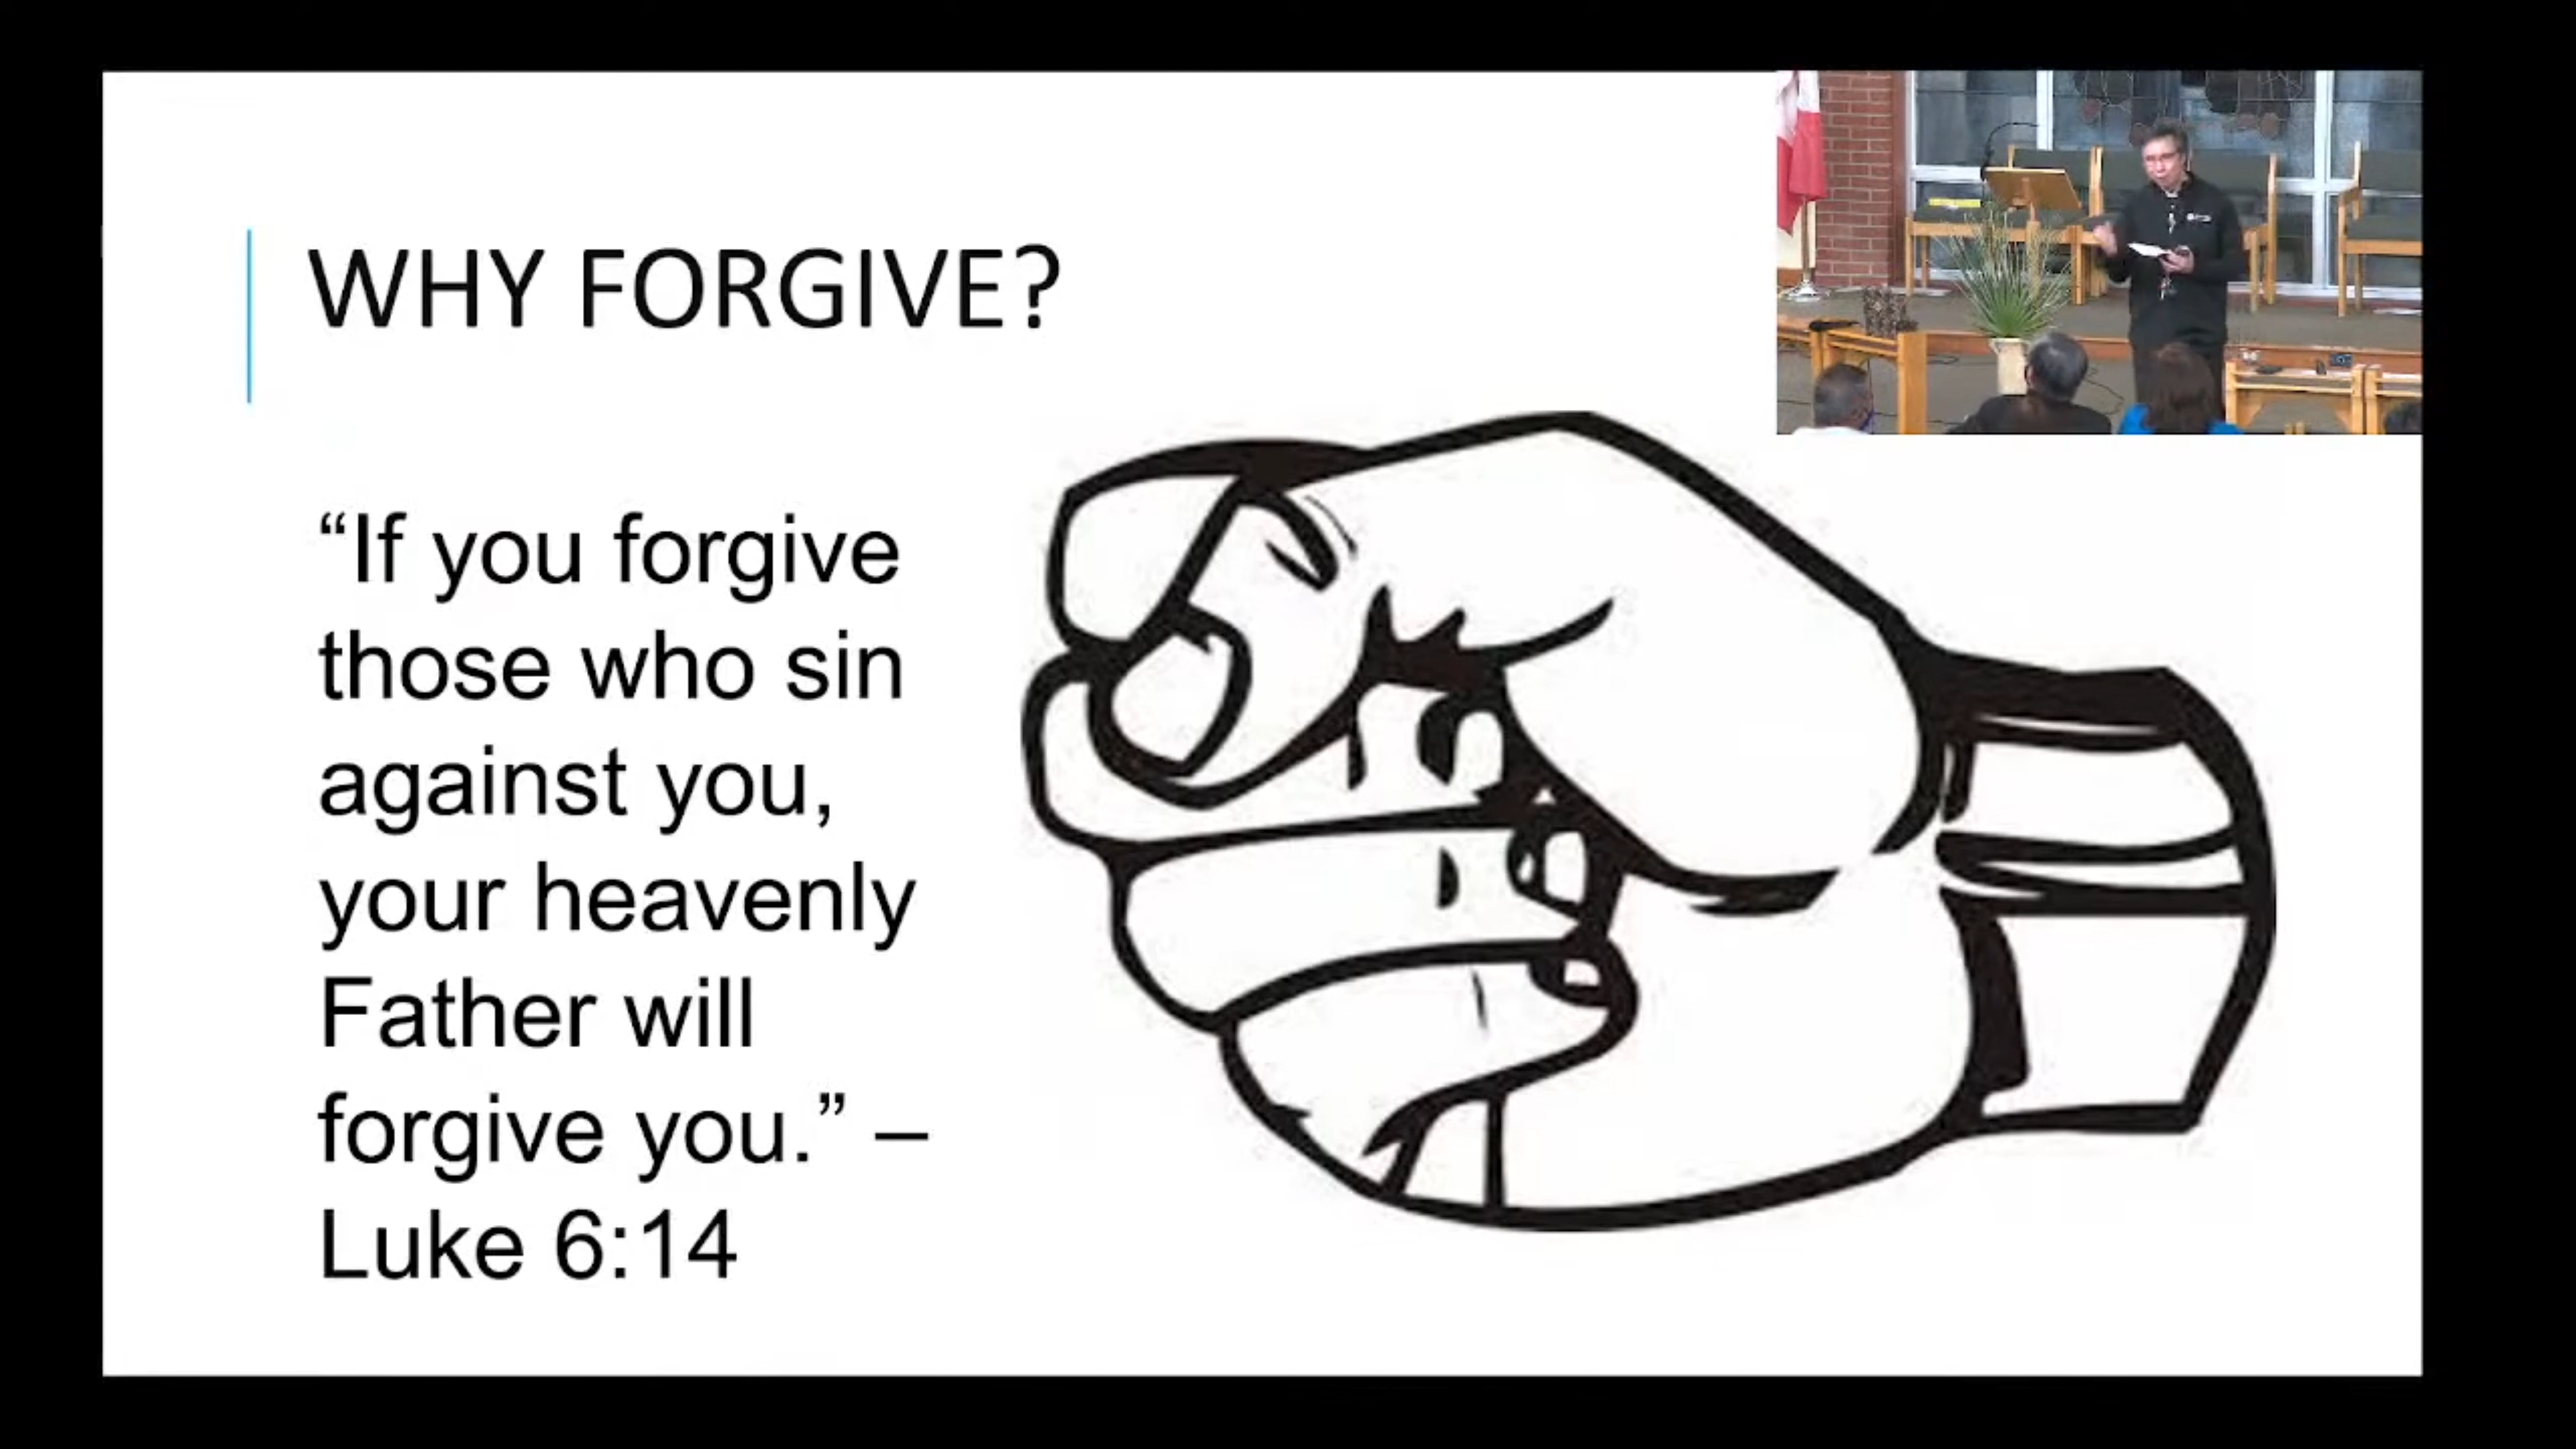 WHY FORGIVE?
“If you forgive
those who sin
against you,
your heavenly
Father will
forgive you.” –
Luke 6:14